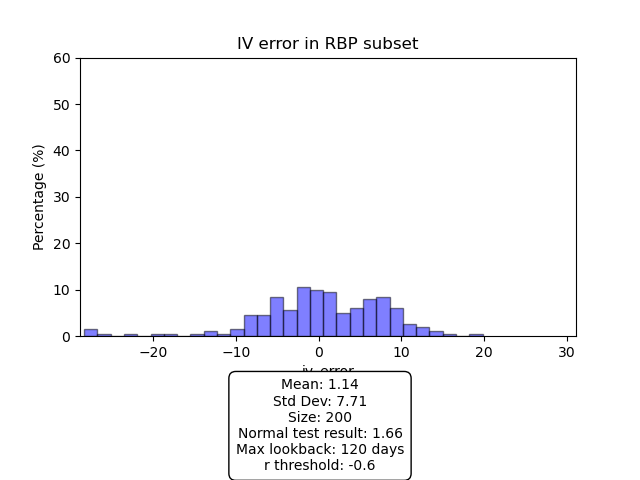 IV error in RBP subset
60
50
40
30
20
10
0
Percentage (%)
−20 −10 0 10 20 30
iv_error
Mean: 1.14
Std Dev: 7.71
Size: 200
Normal test result: 1.66
Max lookback: 120 days
r threshold: -0.6